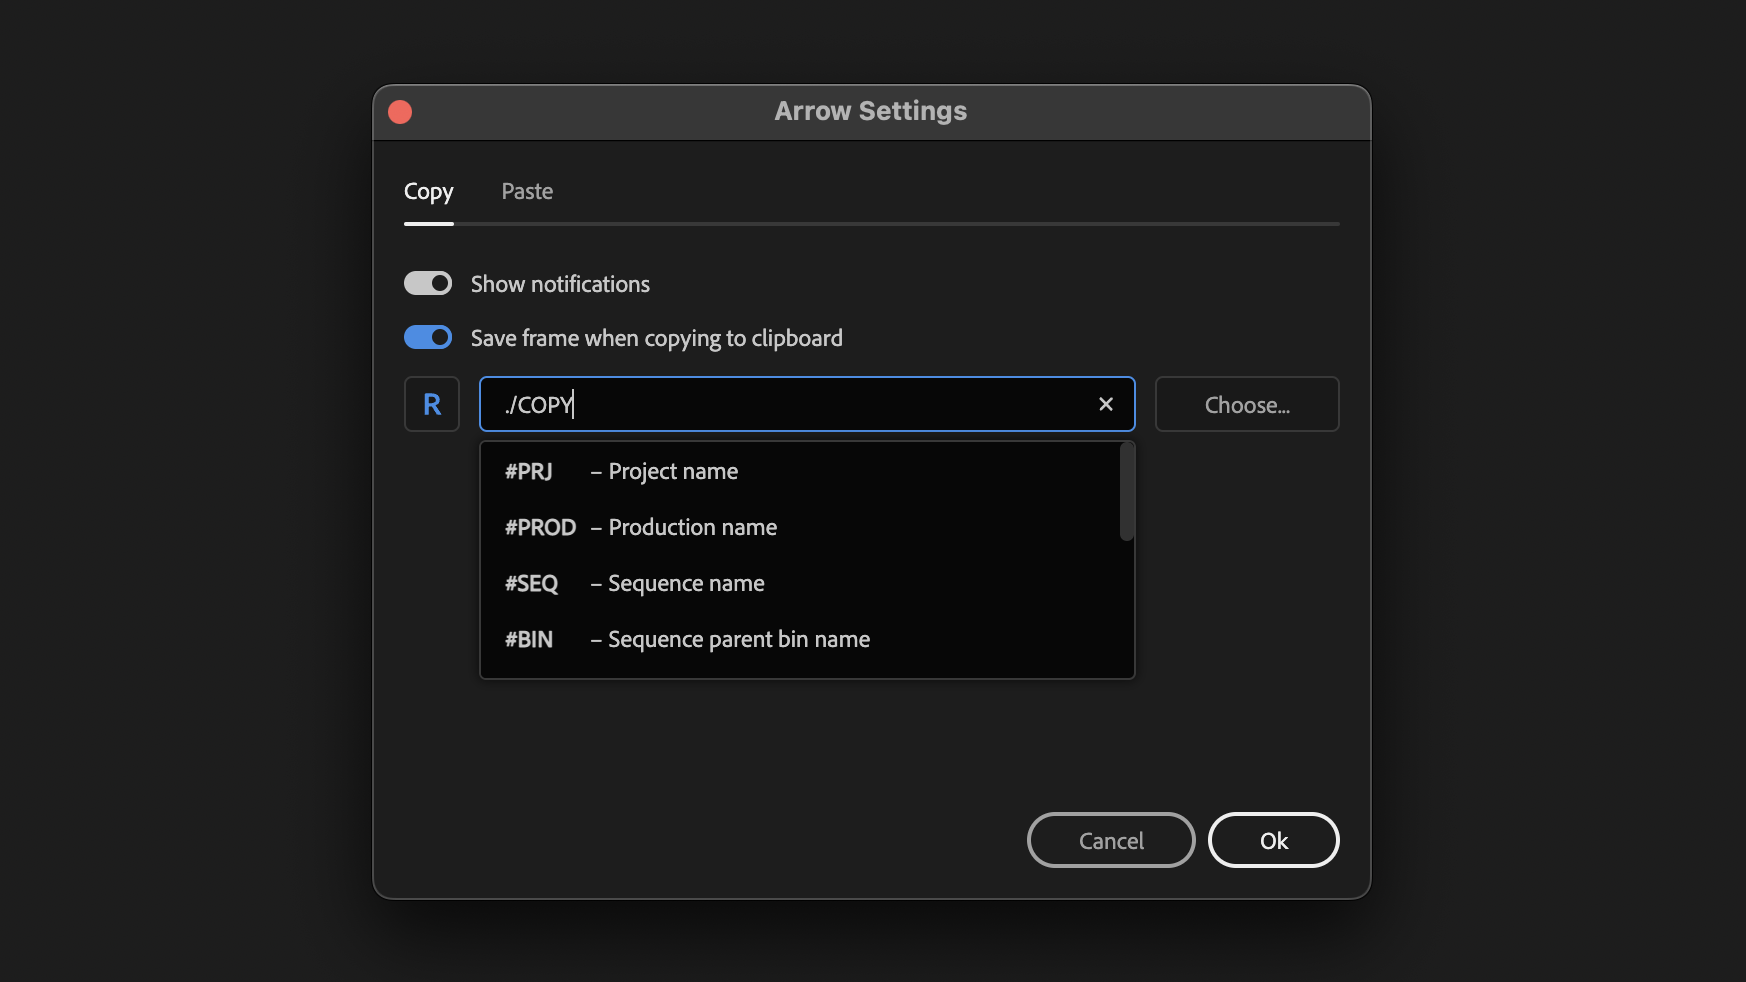 Arrow Settings
Copy Paste
Show notifications
Save frame when copying to clipboard
R ./COPY Choose...
#PRJ – Project name
#PROD – Production name
#SEQ – Sequence name
#BIN – Sequence parent bin name
Cancel Ok